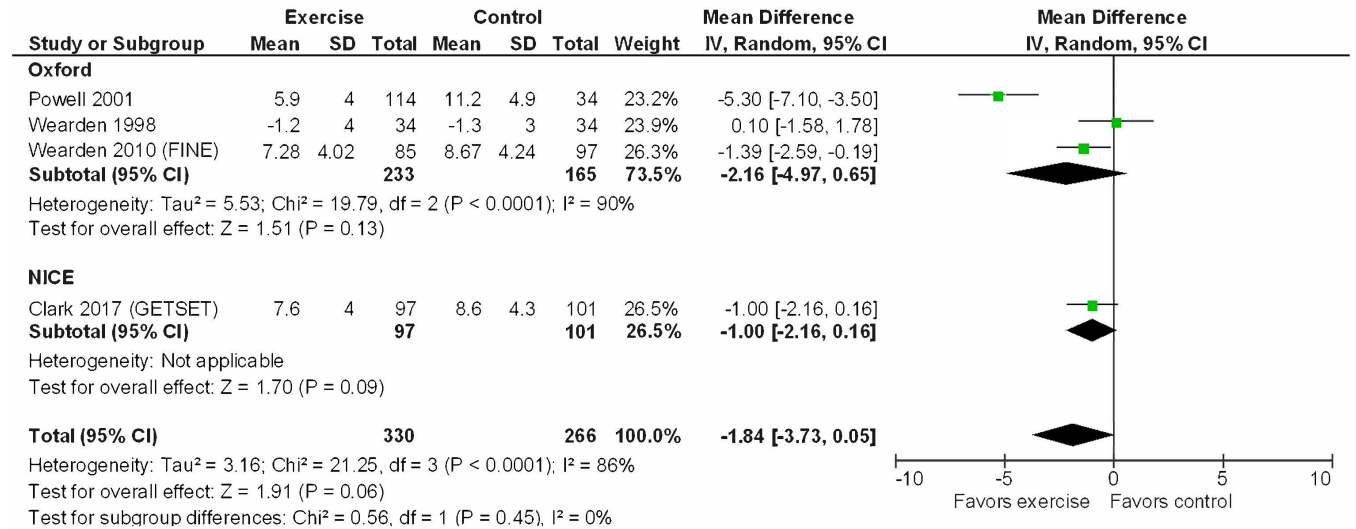 Exercise Control Mean Difference Mean Difference
Study or Subgroup Mean SD Total Mean SD Total Weight IV, Random, 95% CI IV, Random, 95% CI
Oxford
Powell 2001 5.9 4 114 11.2 4.9 34 23.2% -5.30 [-7.10, -3.50]
Wearden 1998 -1.2 4 34 -1.3 3 34 23.9% 0.10 [-1.58, 1.78]
Wearden 2010 (FINE) 7.28 4.02 85 8.67 4.24 97 26.3% -1.39 [-2.59, -0.19]
Subtotal (95% CI) 233 165 73.5% -2.16 [-4.97, 0.65]
Heterogeneity: Tau² = 5.53; Chi² = 19.79, df = 2 (P < 0.0001); I² = 90%
Test for overall effect: Z = 1.51 (P = 0.13)
NICE
Clark 2017 (GETSET) 7.6 4 97 8.6 4.3 101 26.5% -1.00 [-2.16, 0.16]
Subtotal (95% CI) 97 101 26.5% -1.00 [-2.16, 0.16]
Heterogeneity: Not applicable
Test for overall effect: Z = 1.70 (P = 0.09)
Total (95% CI) 330 266 100.0% -1.84 [-3.73, 0.05]
Heterogeneity: Tau² = 3.16; Chi² = 21.25, df = 3 (P < 0.0001); I² = 86%
Test for overall effect: Z = 1.91 (P = 0.06)
Test for subgroup differences: Chi² = 0.56, df = 1 (P = 0.45), I² = 0%
-10 -5 0 5 10
Favors exercise Favors control